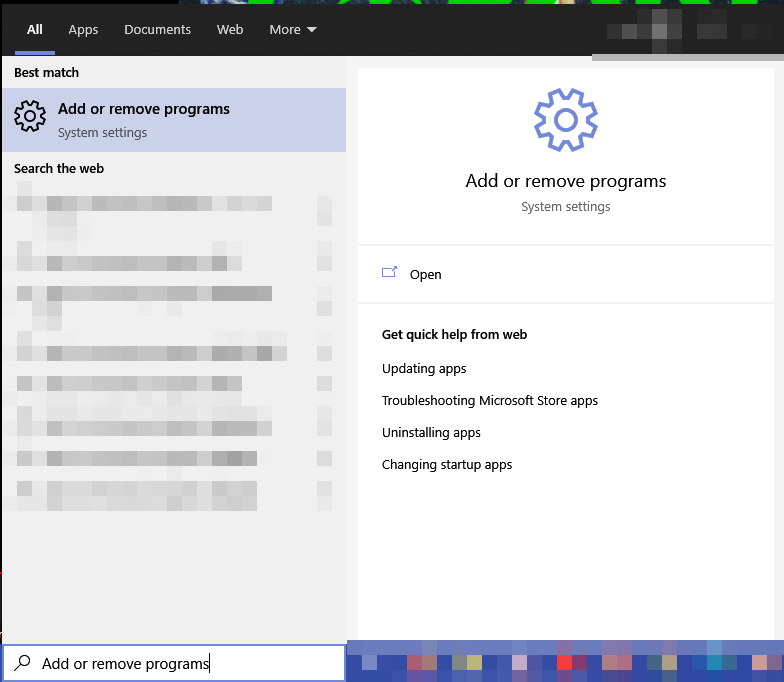 All Apps Documents Web More
Best match
Add or remove programs
System settings
Search the web
Add or remove programs
System settings
Open
Get quick help from web
Updating apps
Troubleshooting Microsoft Store apps
Uninstalling apps
Changing startup apps
Add or remove programs